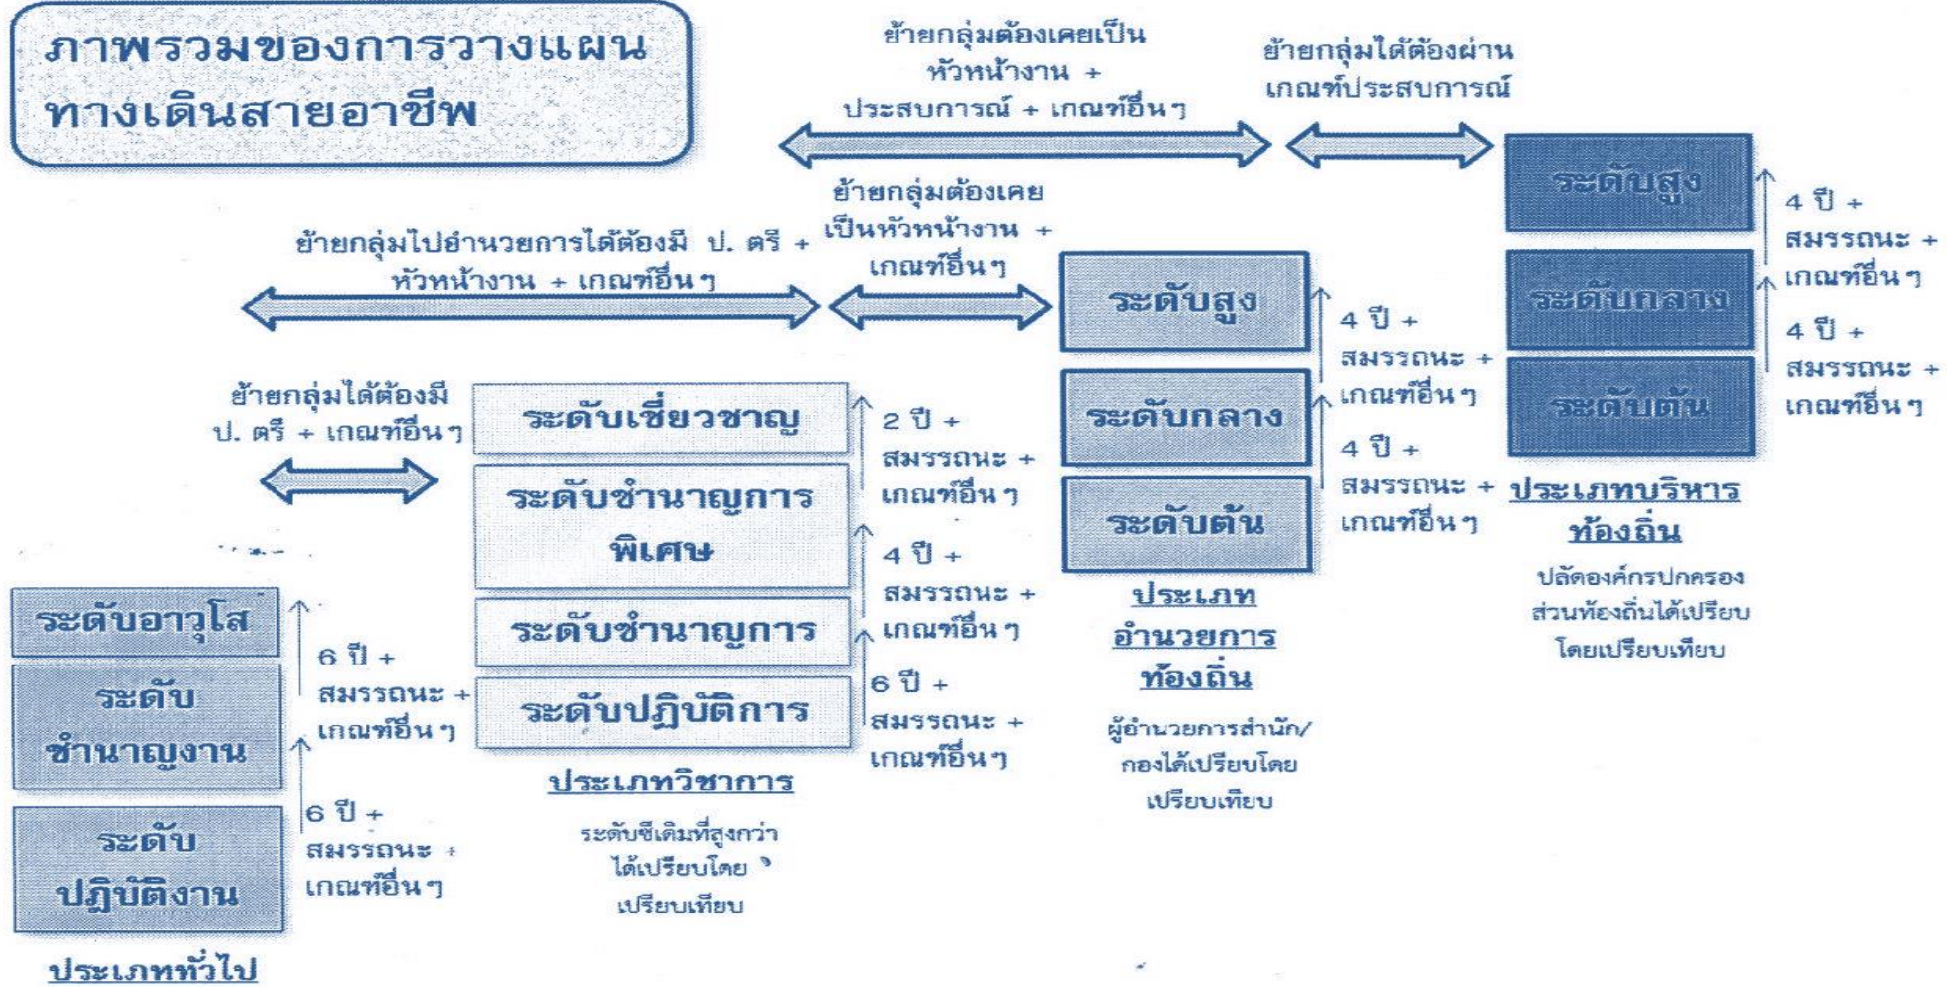 ภาพรวมของการวางแผน
ทางเดินสายอาชีพ
ย้ายกลุ่มต้องเคยเป็น
หัวหน้างาน +
ประสบการณ์ + เกณฑ์อื่นๆ
ย้ายกลุ่มได้ต้องผ่าน
เกณฑ์ประสบการณ์
ย้ายกลุ่มไปอำนวยการได้ต้องมี ป. ตรี +
หัวหน้างาน + เกณฑ์อื่นๆ
ย้ายกลุ่มต้องเคย
เป็นหัวหน้างาน +
เกณฑ์อื่นๆ
ย้ายกลุ่มได้ต้องมี
ป. ตรี + เกณฑ์อื่นๆ
ระดับอาวุโส
ระดับ
ชำนาญงาน
ระดับ
ปฏิบัติงาน
6 ปี +
สมรรถนะ +
เกณฑ์อื่นๆ
6 ปี +
สมรรถนะ +
เกณฑ์อื่นๆ
ประเภททั่วไป
ระดับเชี่ยวชาญ
ระดับชำนาญการ
พิเศษ
ระดับชำนาญการ
ระดับปฏิบัติการ
2 ปี +
สมรรถนะ +
เกณฑ์อื่นๆ
4 ปี +
สมรรถนะ +
เกณฑ์อื่นๆ
6 ปี +
สมรรถนะ +
เกณฑ์อื่นๆ
ประเภทวิชาการ
ระดับซีเดิมที่สูงกว่า
ได้เปรียบโดย
เปรียบเทียบ
ระดับสูง
ระดับกลาง
ระดับต้น
4 ปี +
สมรรถนะ +
เกณฑ์อื่นๆ
4 ปี +
สมรรถนะ +
เกณฑ์อื่นๆ
ประเภท
อำนวยการ
ท้องถิ่น
ผู้อำนวยการสำนัก/
กองได้เปรียบโดย
เปรียบเทียบ
ระดับสูง
ระดับกลาง
ระดับต้น
4 ปี +
สมรรถนะ +
เกณฑ์อื่นๆ
4 ปี +
สมรรถนะ +
เกณฑ์อื่นๆ
ประเภทบริหาร
ท้องถิ่น
ปลัดองค์กรปกครอง
ส่วนท้องถิ่นได้เปรียบ
โดยเปรียบเทียบ